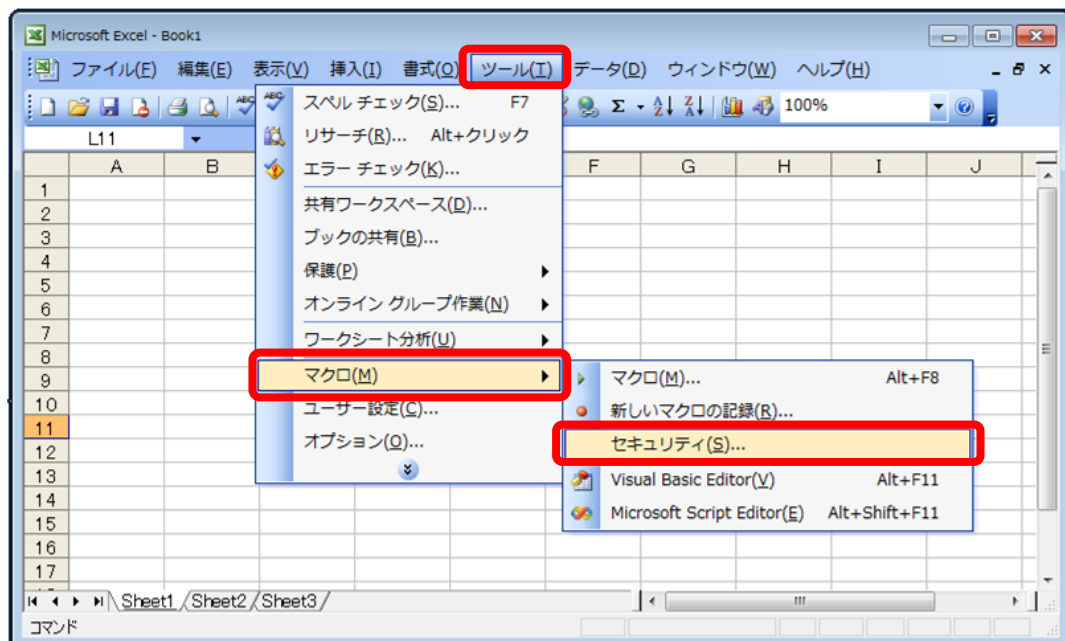 Microsoft Excel - Book1
ファイル(F) 編集(E) 表示(V) 挿入(I) 書式(O) ツール(T) データ(D) ウィンドウ(W) ヘルプ(H)
100%
L11
A B F G H I J
スペル チェック(S)... F7
リサーチ(R)... Alt+クリック
エラー チェック(K)...
共有ワークスペース(D)...
ブックの共有(B)...
保護(P)
オンライン グループ作業(N)
ワークシート分析(U)
マクロ(M)
ユーザー設定(C)...
オプション(O)...
マクロ(M)... Alt+F8
新しいマクロの記録(R)...
セキュリティ(S)...
Visual Basic Editor(V) Alt+F11
Microsoft Script Editor(E) Alt+Shift+F11
1
2
3
4
5
6
7
8
9
10
11
12
13
14
15
16
17
Sheet1 Sheet2 Sheet3
コマンド